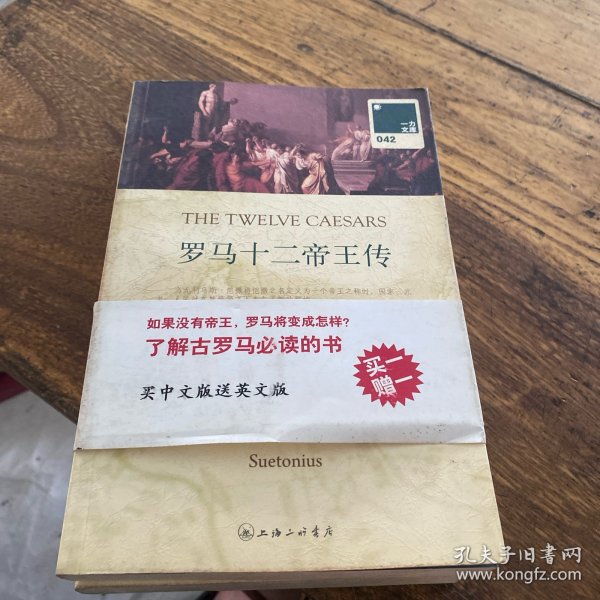 一力
文库
042
THE TWELVE CAESARS
罗马十二帝王传
如果没有帝王，罗马将变成怎样？
了解古罗马必读的书
买一
赠一
买中文版送英文版
Suetonius
上海三联书店
孔夫子旧书网
www.kongfz.com